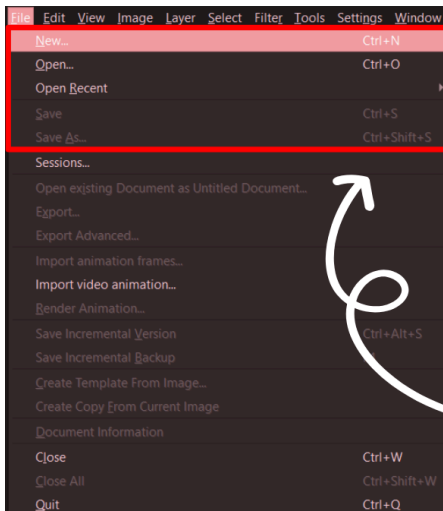 File Edit View Image Layer Select Filter Tools Settings Window
New... Ctrl+N
Open... Ctrl+O
Open Recent
Save Ctrl+S
Save As... Ctrl+Shift+S
Sessions...
Open existing Document as Untitled Document...
Export...
Export Advanced...
Import animation frames...
Import video animation...
Render Animation...
Save Incremental Version Ctrl+Alt+S
Save Incremental Backup
Create Template From Image...
Create Copy From Current Image
Document Information
Close Ctrl+W
Close All Ctrl+Shift+W
Quit Ctrl+Q